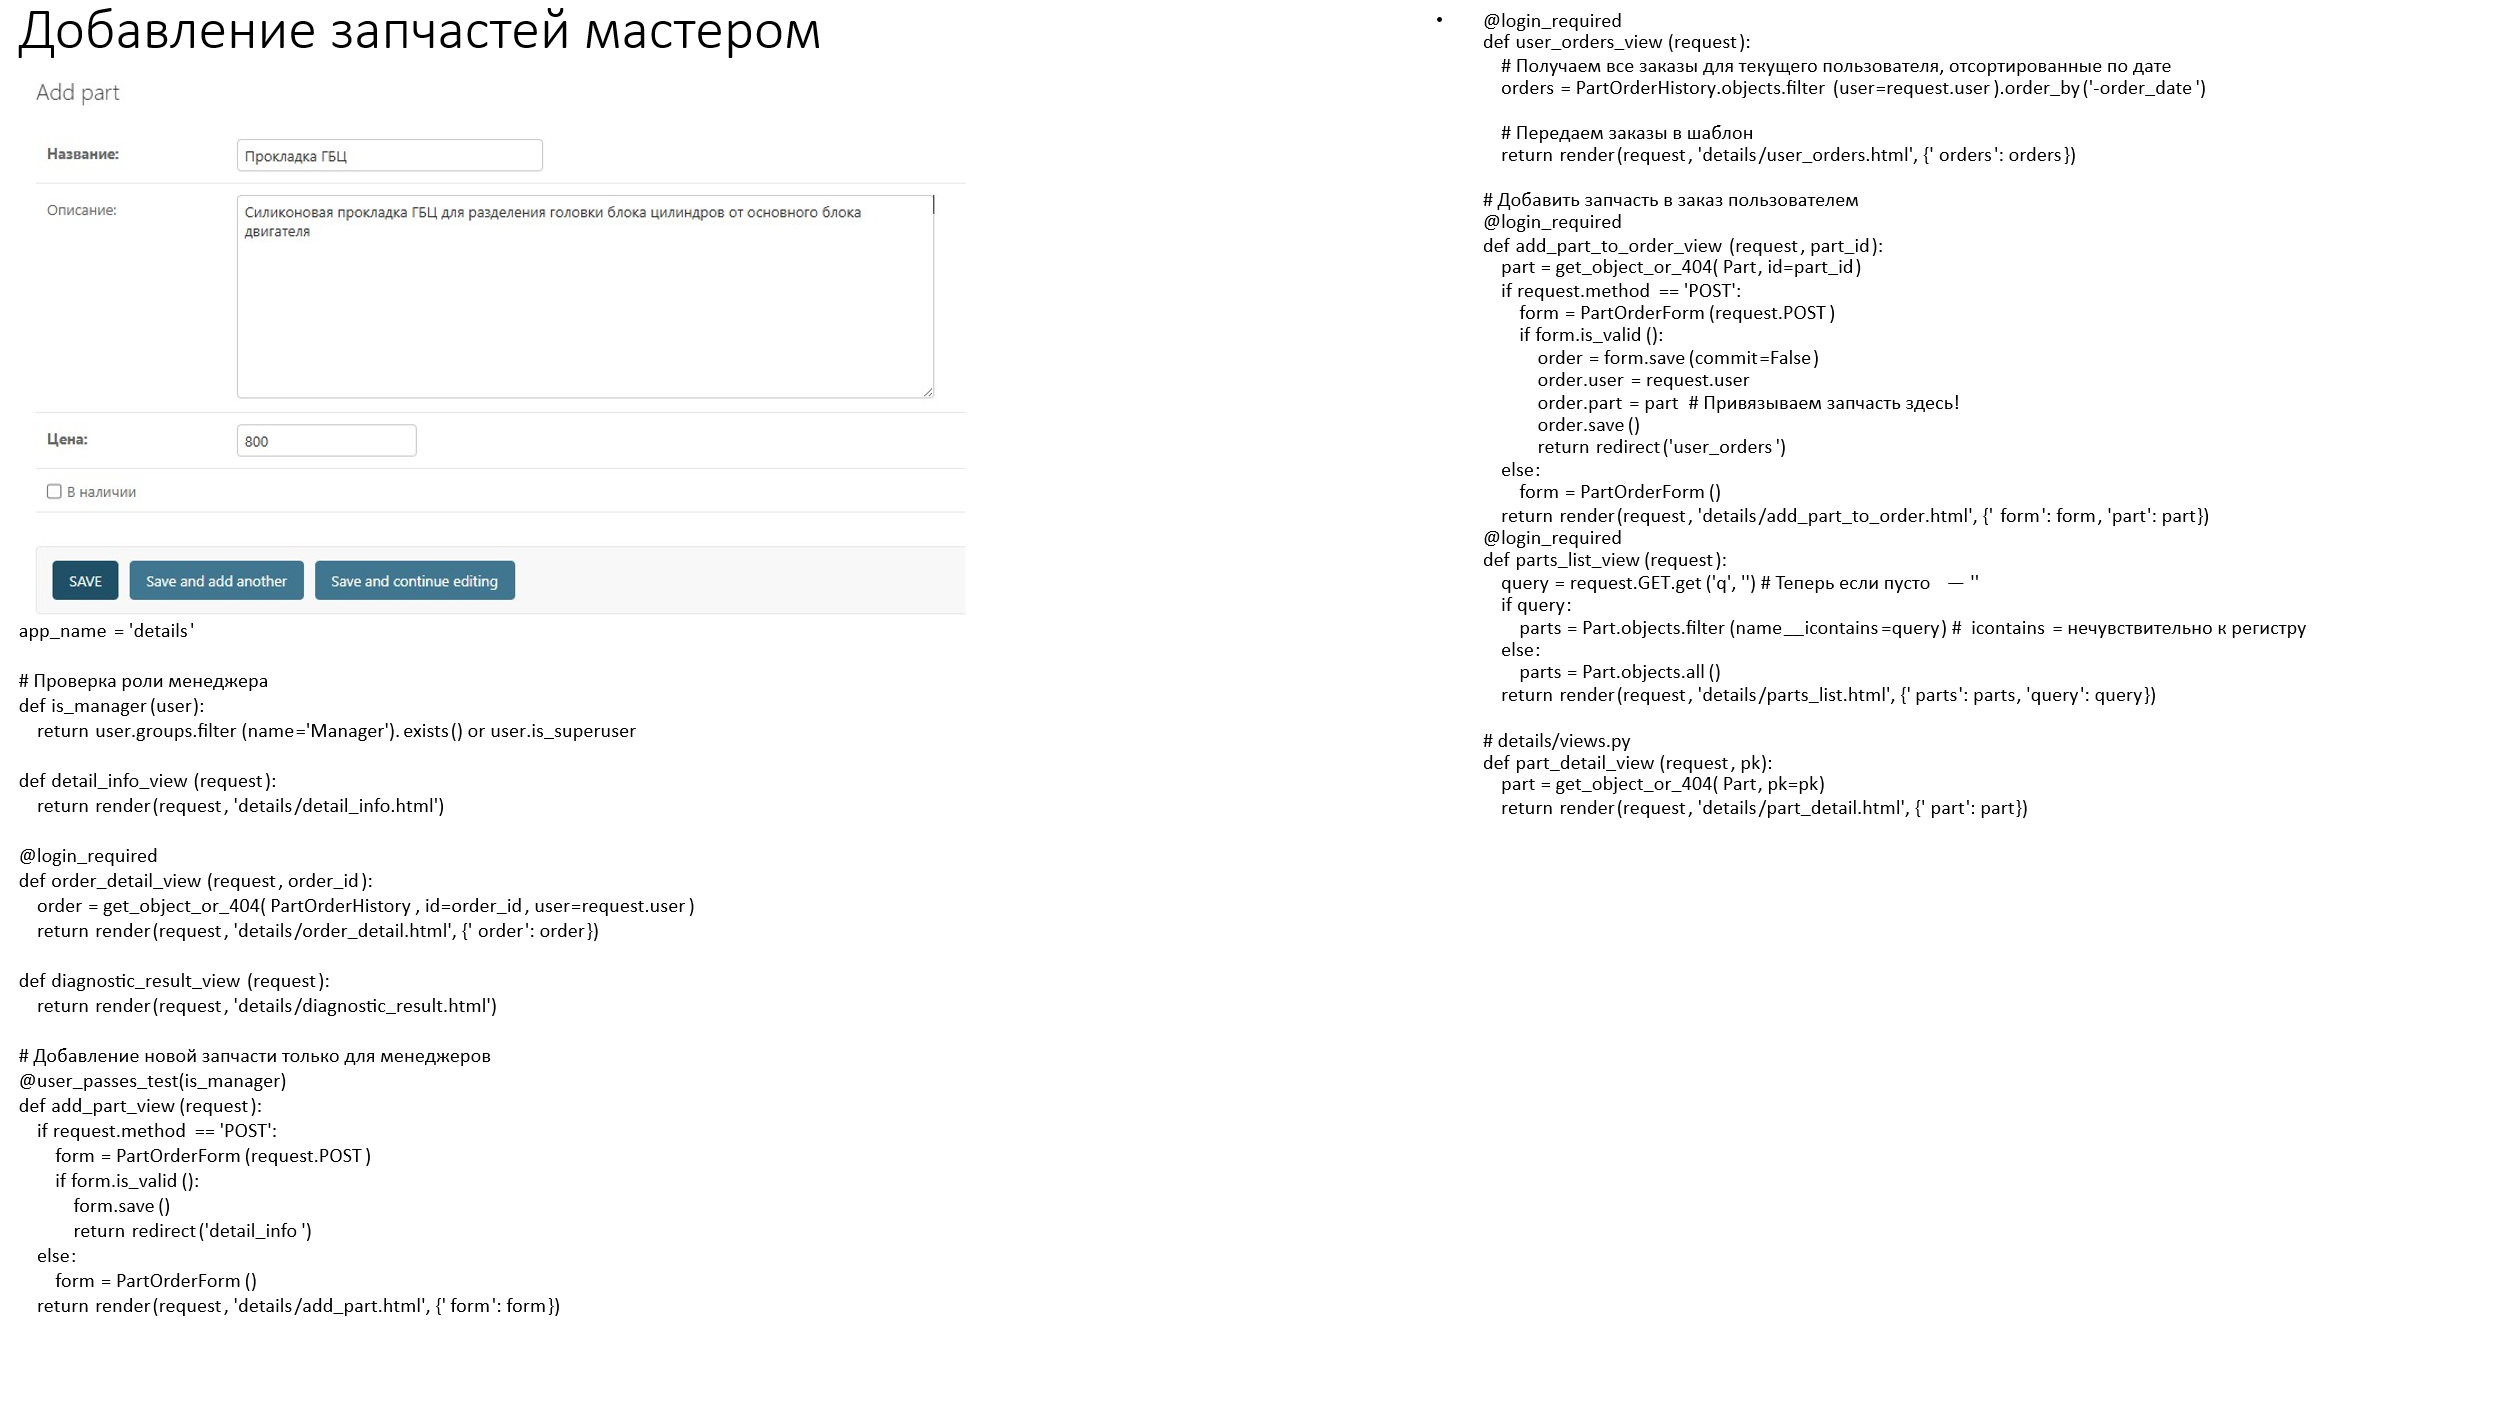 Добавление запчастей мастером
Add part
Название:
Прокладка ГБЦ
Описание:
Силиконовая прокладка ГБЦ для разделения головки блока цилиндров от основного блока
двигателя
Цена:
800
В наличии
SAVE
Save and add another
Save and continue editing
app_name = 'details'
# Проверка роли менеджера
def is_manager(user):
    return user.groups.filter(name='Manager').exists() or user.is_superuser
def detail_info_view(request):
    return render(request, 'details/detail_info.html')
@login_required
def order_detail_view(request, order_id):
    order = get_object_or_404(PartOrderHistory, id=order_id, user=request.user)
    return render(request, 'details/order_detail.html', {'order': order})
def diagnostic_result_view(request):
    return render(request, 'details/diagnostic_result.html')
# Добавление новой запчасти только для менеджеров
@user_passes_test(is_manager)
def add_part_view(request):
    if request.method == 'POST':
        form = PartOrderForm(request.POST)
        if form.is_valid():
            form.save()
            return redirect('detail_info')
    else:
        form = PartOrderForm()
    return render(request, 'details/add_part.html', {'form': form})
• @login_required
def user_orders_view(request):
    # Получаем все заказы для текущего пользователя, отсортированные по дате
    orders = PartOrderHistory.objects.filter(user=request.user).order_by('-order_date')
    # Передаем заказы в шаблон
    return render(request, 'details/user_orders.html', {'orders': orders})
# Добавить запчасть в заказ пользователем
@login_required
def add_part_to_order_view(request, part_id):
    part = get_object_or_404(Part, id=part_id)
    if request.method == 'POST':
        form = PartOrderForm(request.POST)
        if form.is_valid():
            order = form.save(commit=False)
            order.user = request.user
            order.part = part  # Привязываем запчасть здесь!
            order.save()
            return redirect('user_orders')
    else:
        form = PartOrderForm()
    return render(request, 'details/add_part_to_order.html', {'form': form, 'part': part})
@login_required
def parts_list_view(request):
    query = request.GET.get('q', '') # Теперь если пусто — ''
    if query:
        parts = Part.objects.filter(name__icontains=query) # icontains = нечувствительно к регистру
    else:
        parts = Part.objects.all()
    return render(request, 'details/parts_list.html', {'parts': parts, 'query': query})
# details/views.py
def part_detail_view(request, pk):
    part = get_object_or_404(Part, pk=pk)
    return render(request, 'details/part_detail.html', {'part': part})